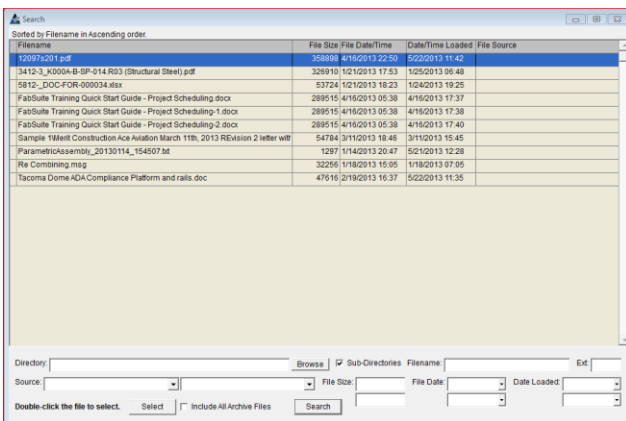 Search
Sorted by Filename in Ascending order.
Filename File Size File Date/Time Date/Time Loaded File Source
12097s201.pdf 358898 4/16/2013 22:50 5/22/2013 11:42
3412-3_K000A-B-SP-014.R03 (Structural Steel).pdf 326910 1/21/2013 17:53 1/25/2013 06:48
5812-_DOC-FOR-000034.xlsx 53724 1/21/2013 18:23 1/24/2013 19:25
FabSuite Training Quick Start Guide - Project Scheduling.docx 289515 4/16/2013 05:38 4/16/2013 17:37
FabSuite Training Quick Start Guide - Project Scheduling-1.docx 289515 4/16/2013 05:38 4/16/2013 17:38
FabSuite Training Quick Start Guide - Project Scheduling-2.docx 289515 4/16/2013 05:38 4/16/2013 17:40
Sample 1\Merit Construction Ace Aviation March 11th, 2013 REvision 2 letter with 54784 3/11/2013 18:46 3/11/2013 15:45
ParametricAssembly_20130114_154507.txt 1297 1/14/2013 20:47 5/21/2013 12:28
Re Combining.msg 32256 1/18/2013 15:05 1/18/2013 07:05
Tacoma Dome ADA Compliance Platform and rails.doc 47616 2/19/2013 16:37 5/22/2013 11:35
Directory: Browse Sub-Directories Filename: Ext:
Source: File Size: File Date: Date Loaded:
Double-click the file to select. Select Include All Archive Files Search